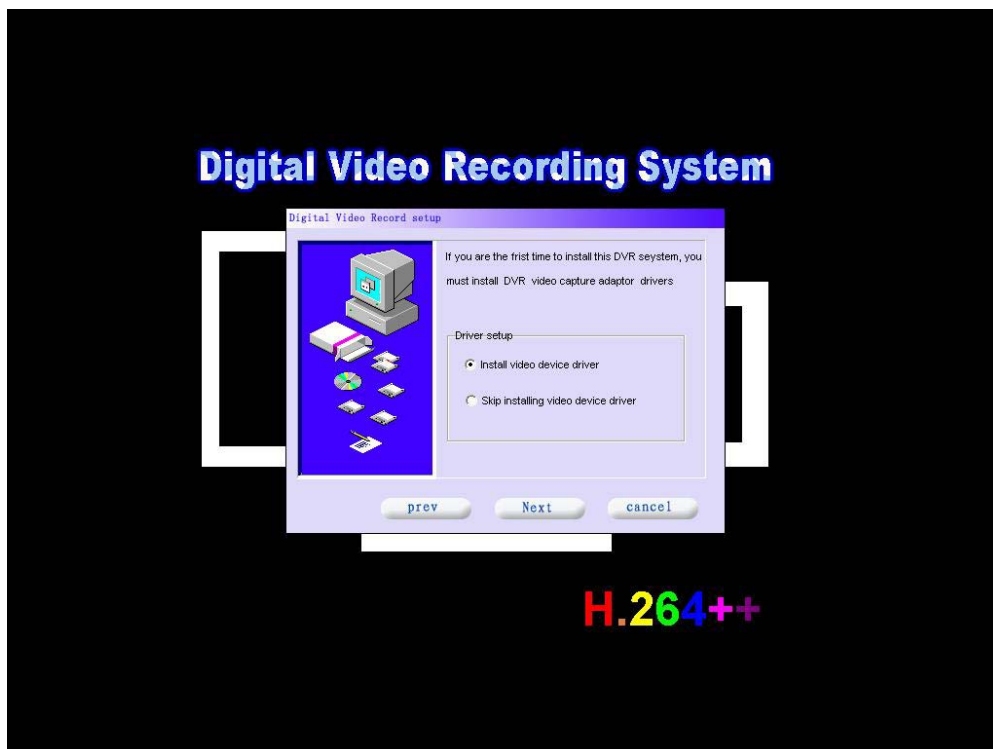 Digital Video Recording System
Digital Video Record setup
If you are the frist time to install this DVR seystem, you
must install DVR video capture adaptor drivers
Driver setup
Install video device driver
Skip installing video device driver
prev Next cancel
H.264++